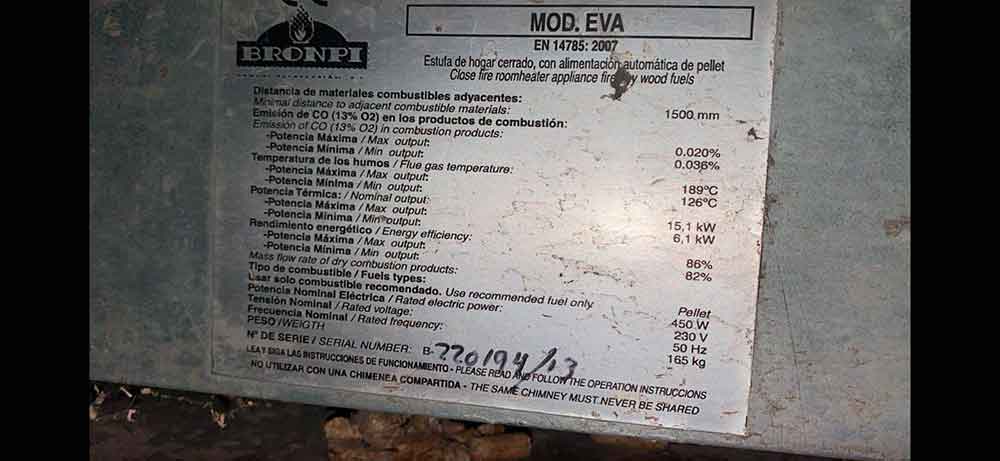 CE
BRONPI
MOD. EVA
EN 14785: 2007
Estufa de hogar cerrado, con alimentación automática de pellet
Close fire roomheater appliance fired by wood fuels
Distancia de materiales combustibles adyacentes:
Minimal distance to adjacent combustible materials: 1500 mm
Emisión de CO (13% O2) en los productos de combustión:
Emission of CO (13% O2) in combustion products:
-Potencia Máxima / Max output: 0.020%
-Potencia Mínima / Min output: 0.036%
Temperatura de los humos / Flue gas temperature:
-Potencia Máxima / Max output: 189ºC
-Potencia Mínima / Min output: 126ºC
Potencia Térmica: / Nominal output:
-Potencia Máxima / Max output: 15,1 kW
-Potencia Mínima / Min output: 6,1 kW
Rendimiento energético / Energy efficiency:
-Potencia Máxima / Max output: 86%
-Potencia Mínima / Min output: 82%
Mass flow rate of dry combustion products:
Tipo de combustible / Fuels types: Pellet
Usar solo combustible recomendado. Use recommended fuel only
Potencia Nominal Eléctrica / Rated electric power: 450 W
Tensión Nominal / Rated voltage: 230 V
Frecuencia Nominal / Rated frequency: 50 Hz
PESO / WEIGTH 165 kg
Nº DE SERIE / SERIAL NUMBER: B-220194/13
LEA Y SIGA LAS INSTRUCCIONES DE FUNCIONAMIENTO - PLEASE READ AND FOLLOW THE OPERATION INSTRUCCIONS
NO UTILIZAR CON UNA CHIMENEA COMPARTIDA - THE SAME CHIMNEY MUST NEVER BE SHARED